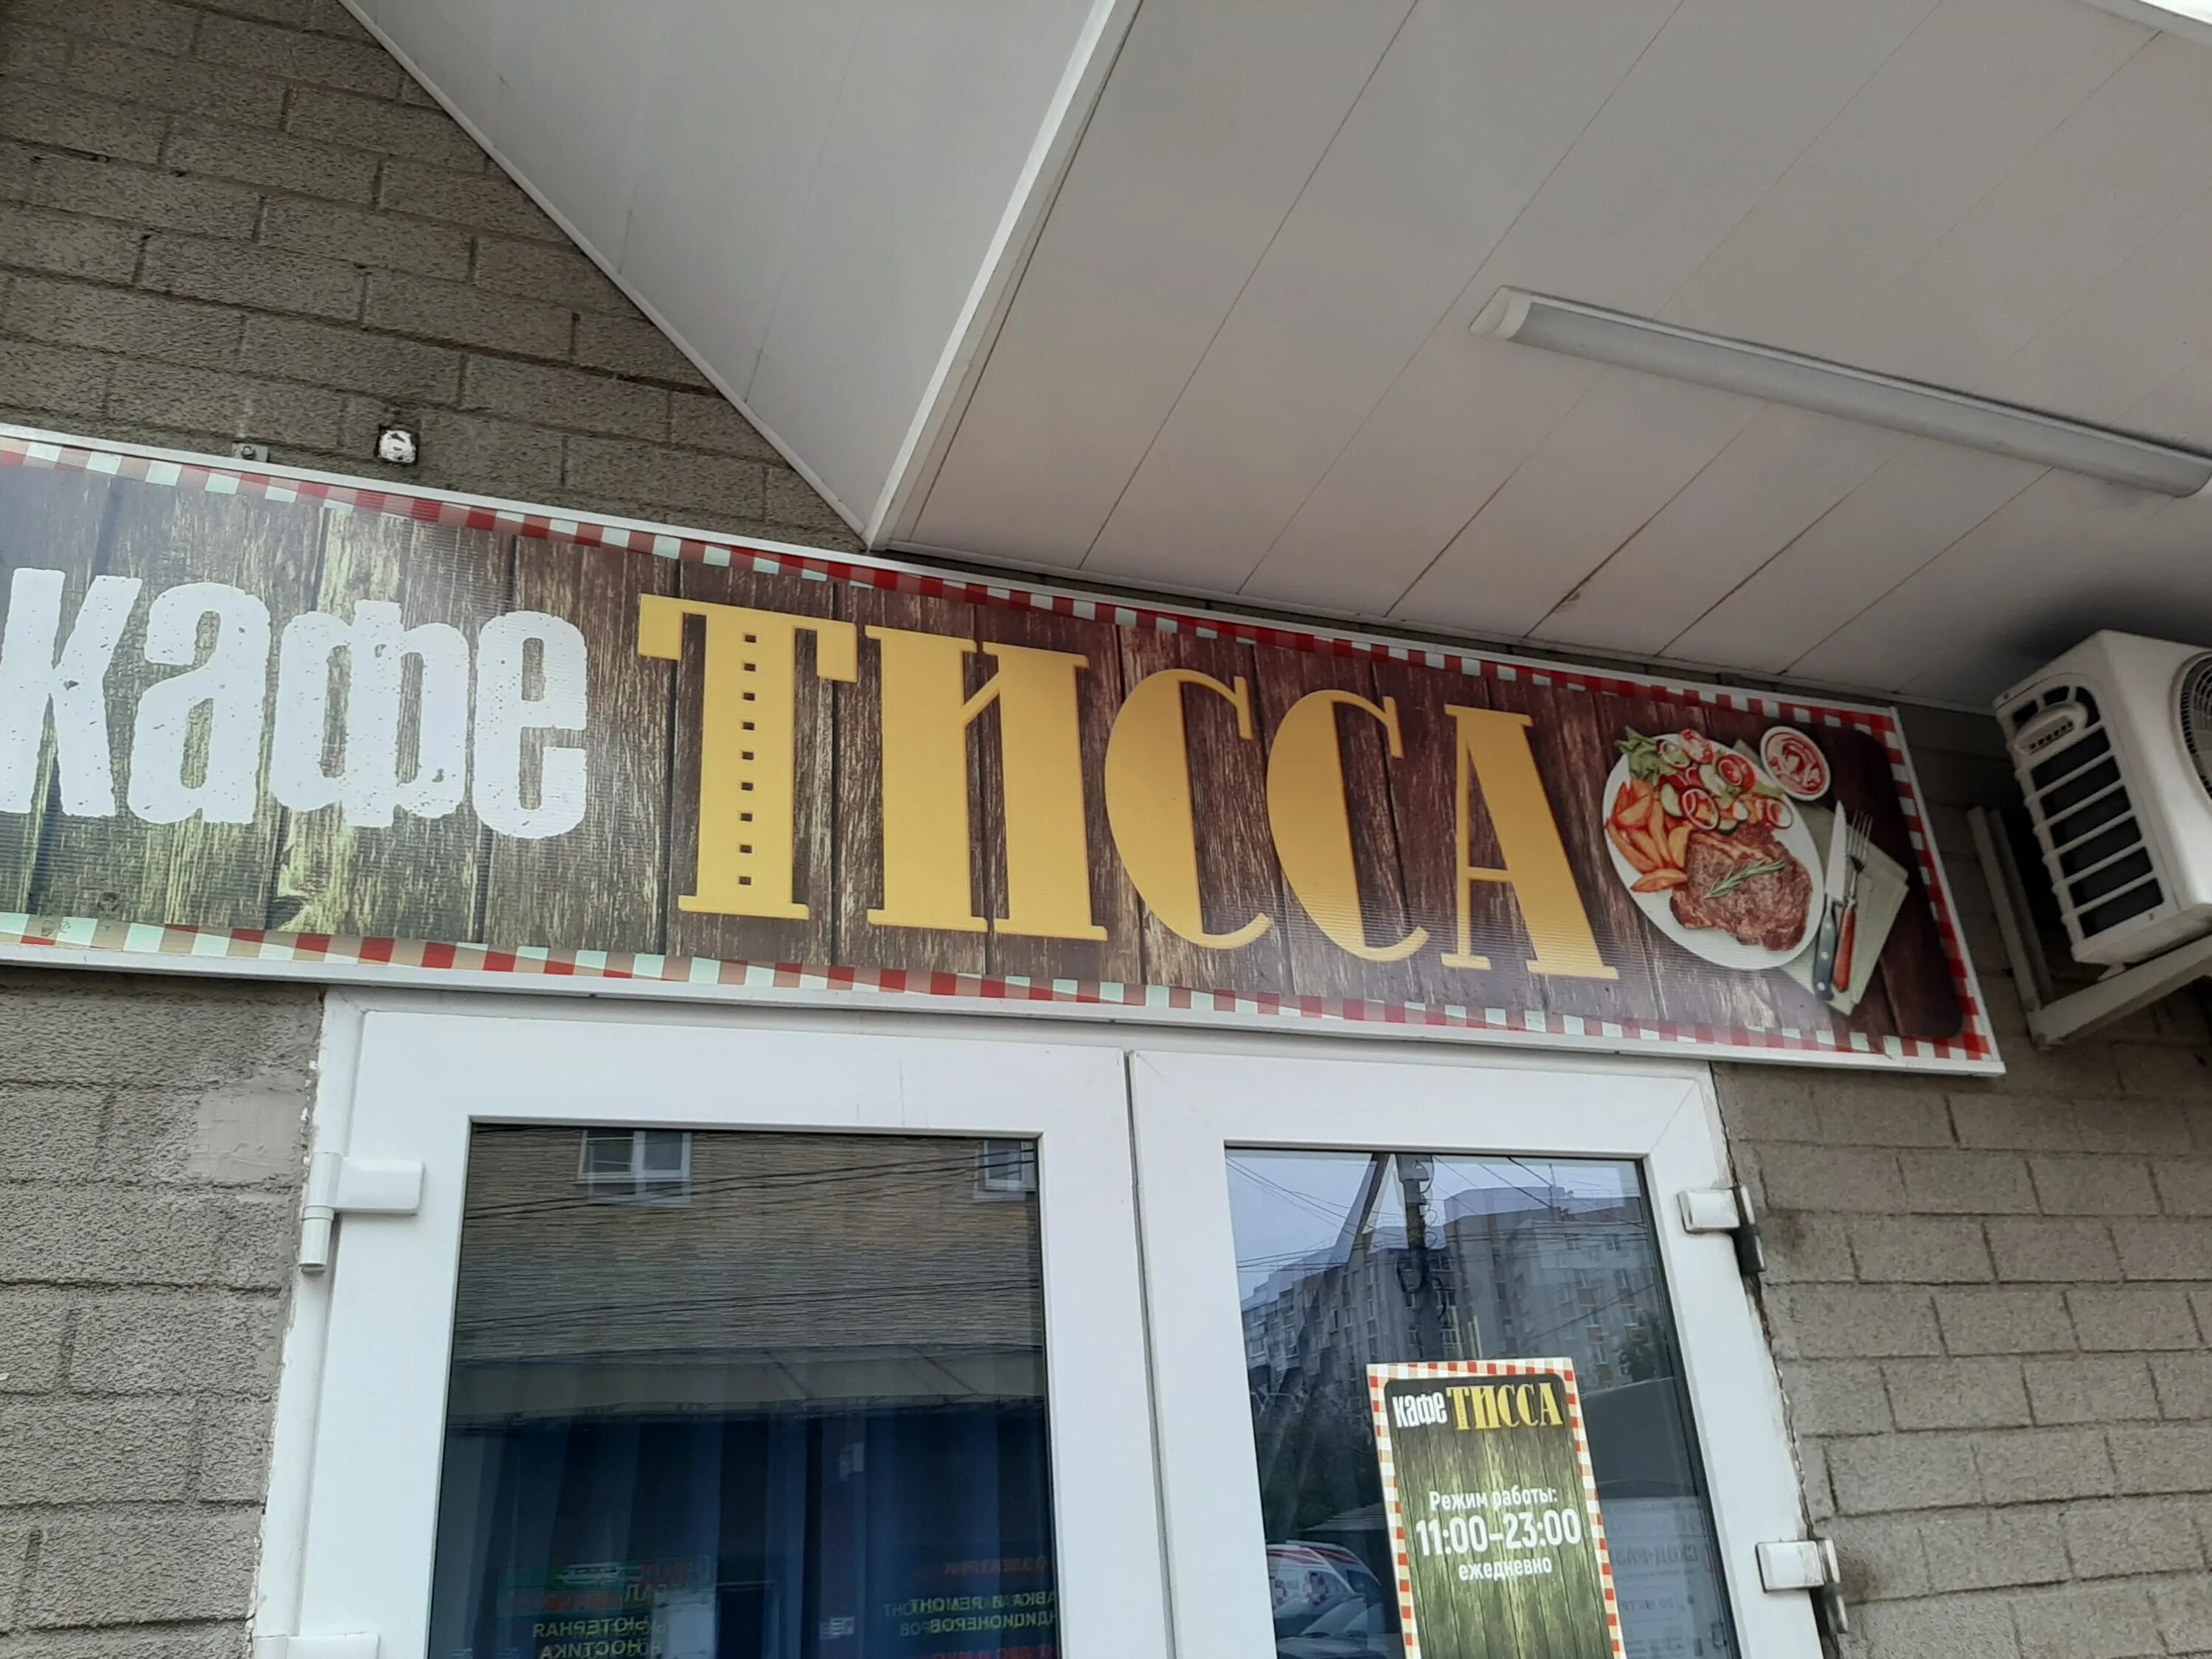 кафе ТИССА
кафе ТИССА
Режим работы:
11:00-23:00
ежедневно